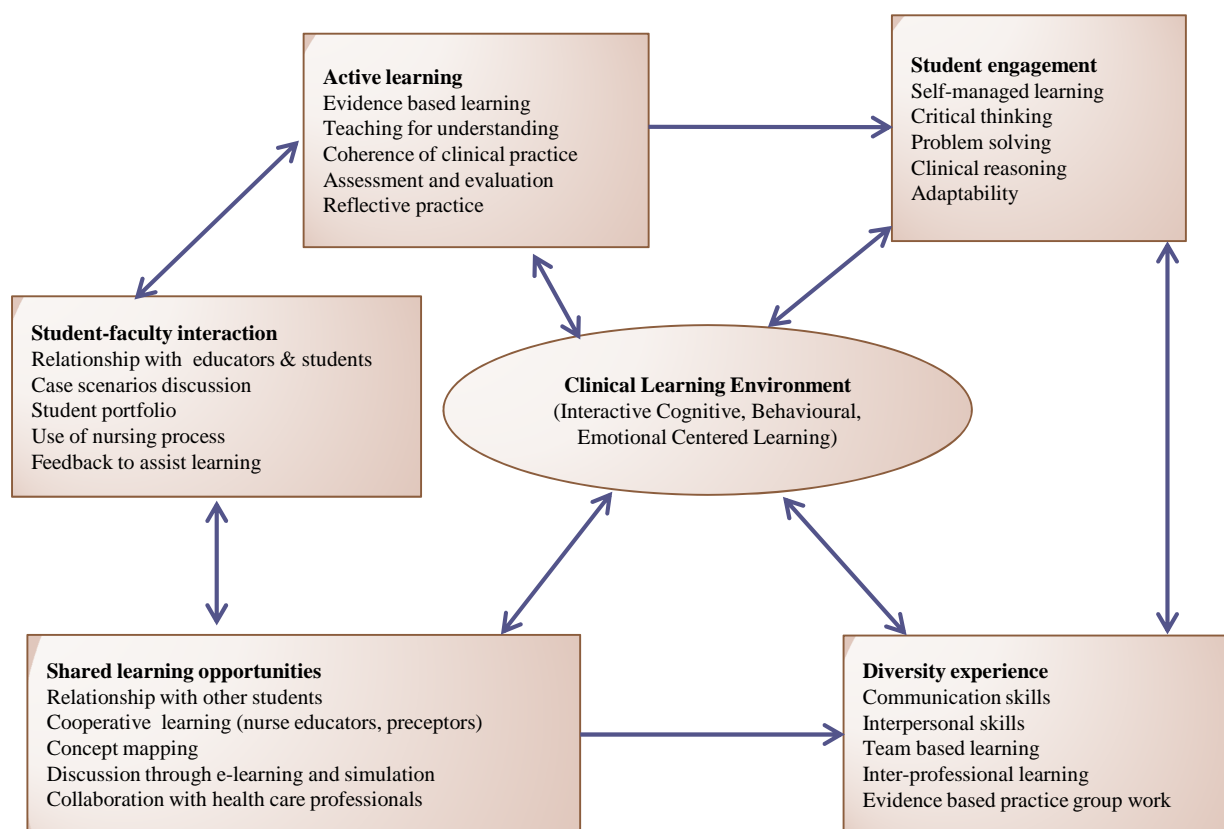 Active learning
Evidence based learning
Teaching for understanding
Coherence of clinical practice
Assessment and evaluation
Reflective practice
Student engagement
Self-managed learning
Critical thinking
Problem solving
Clinical reasoning
Adaptability
Student-faculty interaction
Relationship with educators & students
Case scenarios discussion
Student portfolio
Use of nursing process
Feedback to assist learning
Clinical Learning Environment
(Interactive Cognitive, Behavioural,
Emotional Centered Learning)
Shared learning opportunities
Relationship with other students
Cooperative learning (nurse educators, preceptors)
Concept mapping
Discussion through e-learning and simulation
Collaboration with health care professionals
Diversity experience
Communication skills
Interpersonal skills
Team based learning
Inter-professional learning
Evidence based practice group work